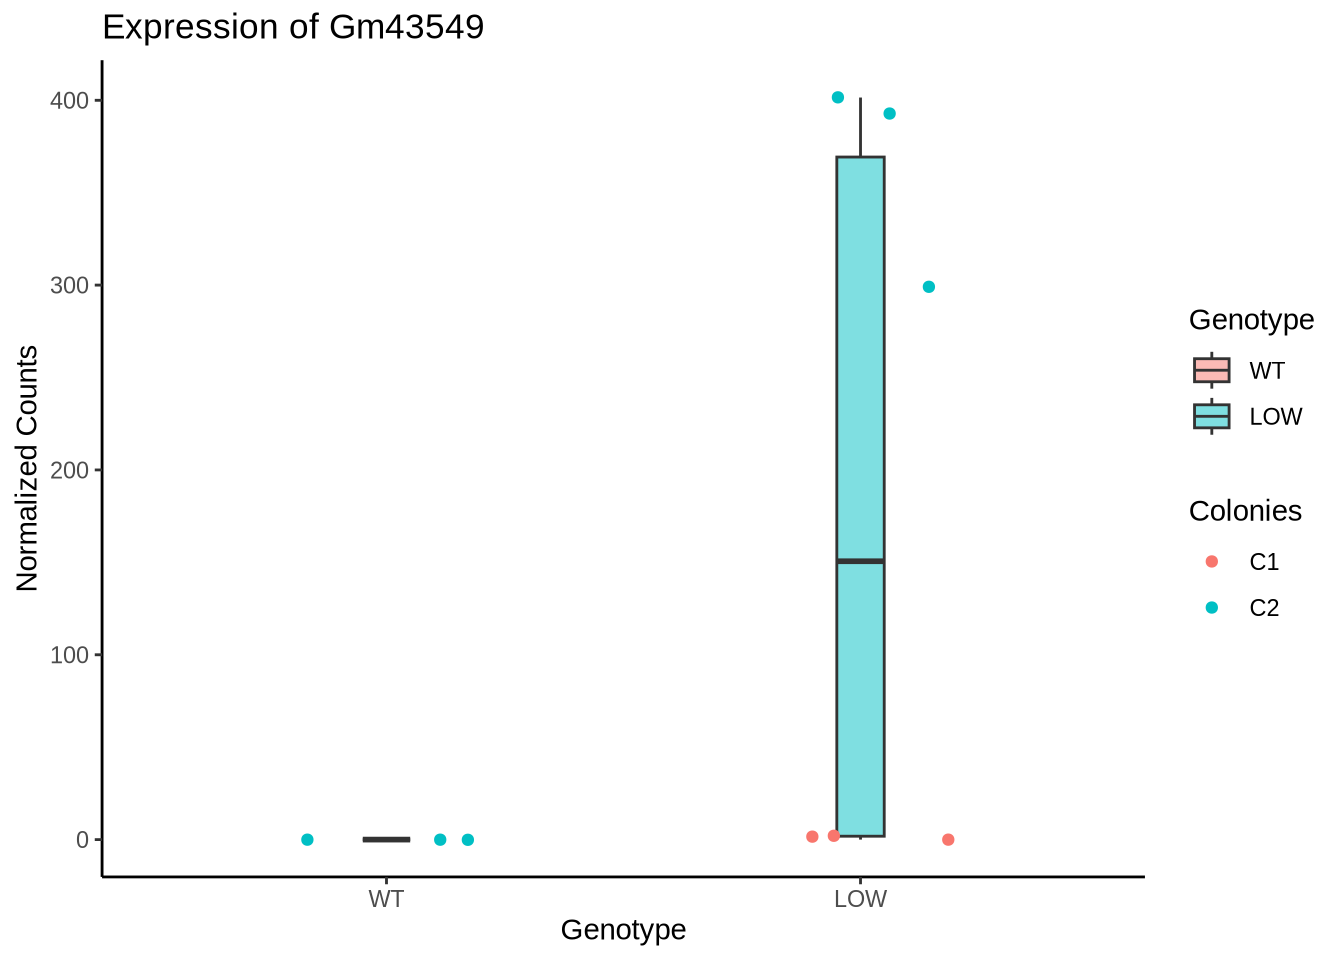 Expression of Gm43549
400
300
200
100
0
Normalized Counts
WT
LOW
Genotype
Genotype
WT
LOW
Colonies
C1
C2